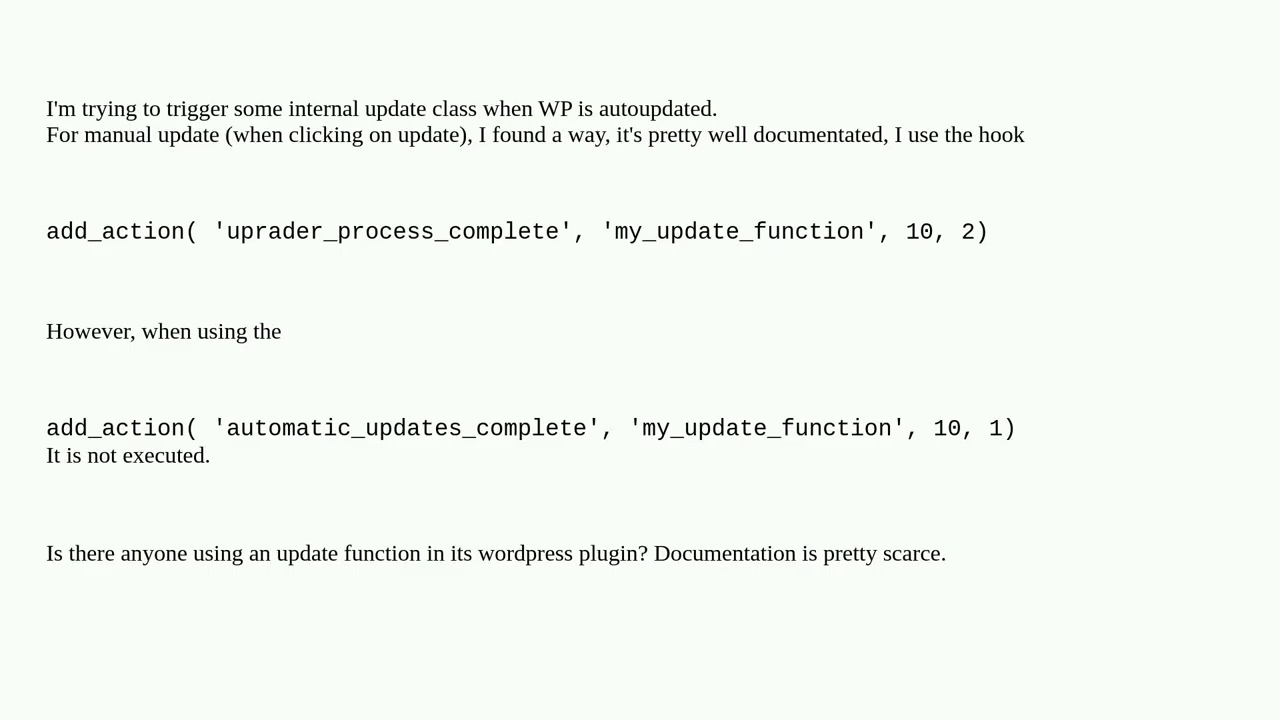 I'm trying to trigger some internal update class when WP is autoupdated.
For manual update (when clicking on update), I found a way, it's pretty well documentated, I use the hook
add_action( 'uprader_process_complete', 'my_update_function', 10, 2)
However, when using the
add_action( 'automatic_updates_complete', 'my_update_function', 10, 1)
It is not executed.
Is there anyone using an update function in its wordpress plugin? Documentation is pretty scarce.